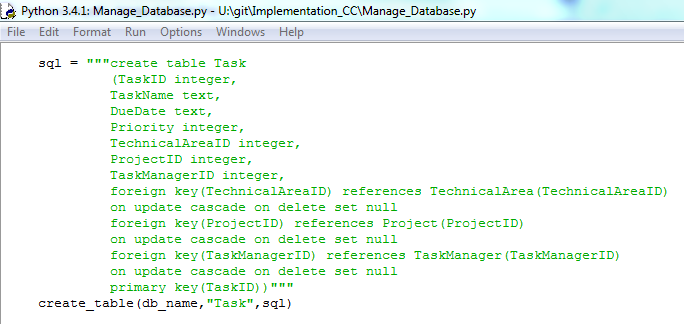 Python 3.4.1: Manage_Database.py - U:\git\Implementation_CC\Manage_Database.py
File Edit Format Run Options Windows Help
sql = """create table Task
(TaskID integer,
TaskName text,
DueDate text,
Priority integer,
TechnicalAreaID integer,
ProjectID integer,
TaskManagerID integer,
foreign key(TechnicalAreaID) references TechnicalArea(TechnicalAreaID)
on update cascade on delete set null
foreign key(ProjectID) references Project(ProjectID)
on update cascade on delete set null
foreign key(TaskManagerID) references TaskManager(TaskManagerID)
on update cascade on delete set null
primary key(TaskID))"""
create_table(db_name,"Task",sql)